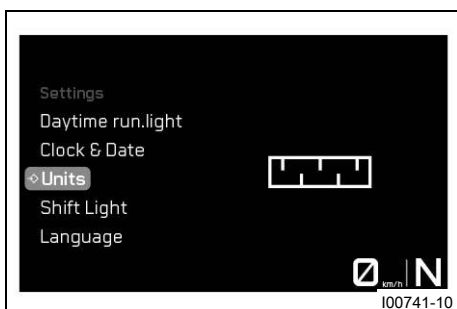 Settings
Daytime run.light
Clock & Date
Units
Shift Light
Language
0 km/h N
I00741-10